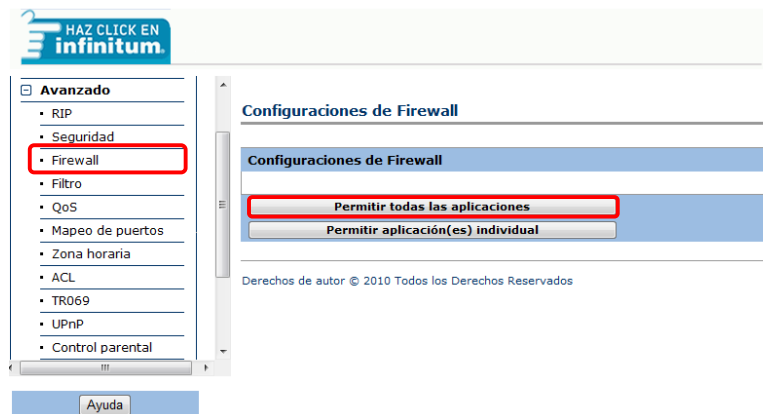 HAZ CLICK EN
infinitum.
Avanzado
RIP
Seguridad
Firewall
Filtro
QoS
Mapeo de puertos
Zona horaria
ACL
TR069
UPnP
Control parental
Ayuda
Configuraciones de Firewall
Configuraciones de Firewall
Permitir todas las aplicaciones
Permitir aplicación(es) individual
Derechos de autor © 2010 Todos los Derechos Reservados